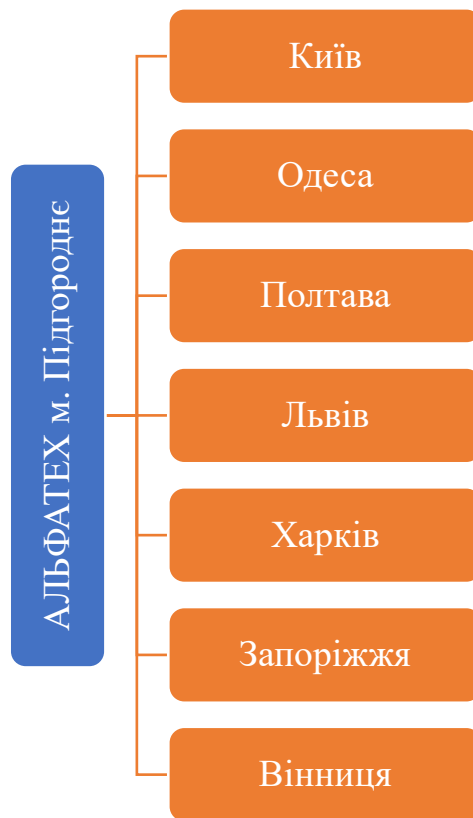 АЛЬФАТЕХ м. Підгороднє
Київ
Одеса
Полтава
Львів
Харків
Запоріжжя
Вінниця